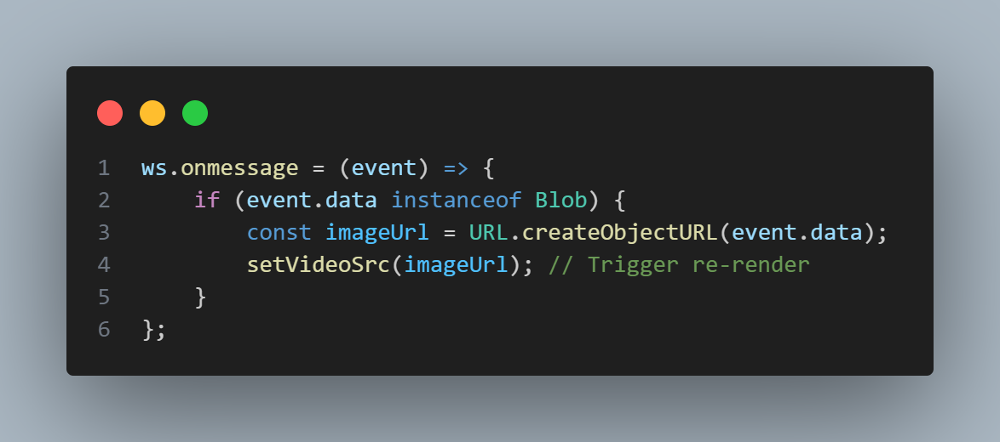 1 ws.onmessage = (event) => {
2     if (event.data instanceof Blob) {
3         const imageUrl = URL.createObjectURL(event.data);
4         setVideoSrc(imageUrl); // Trigger re-render
5     }
6 };